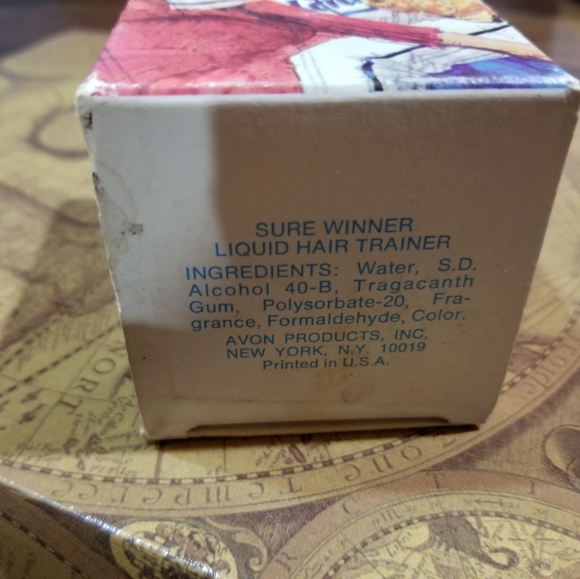 SURE WINNER
LIQUID HAIR TRAINER
INGREDIENTS: Water, S.D.
Alcohol 40-B, Tragacanth
Gum, Polysorbate-20, Fra-
grance, Formaldehyde, Color.
AVON PRODUCTS, INC.
NEW YORK, N.Y. 10019
Printed in U.S.A.
NORT